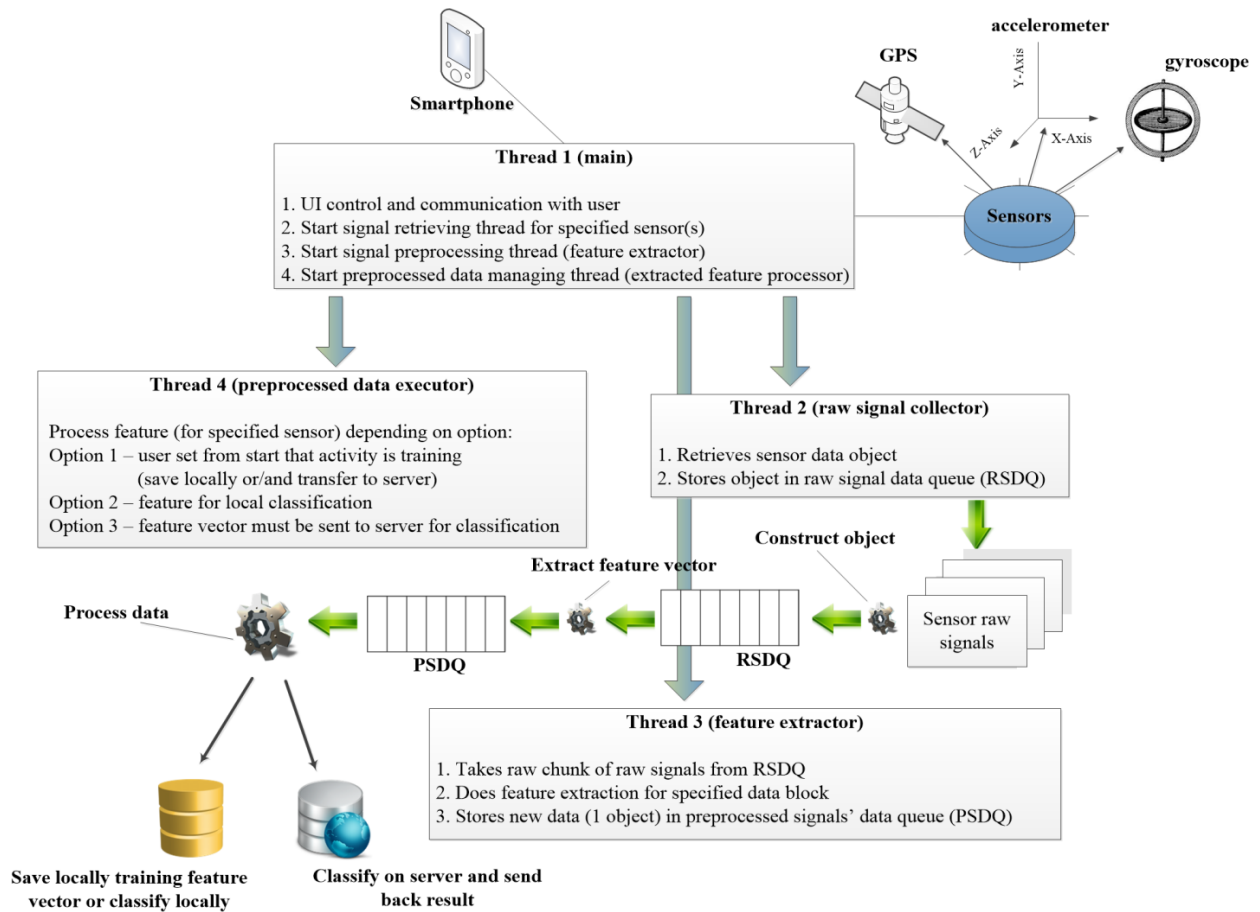 Smartphone
GPS
accelerometer
gyroscope
Y-Axis
X-Axis
Z-Axis
Sensors
Thread 1 (main)
1. UI control and communication with user
2. Start signal retrieving thread for specified sensor(s)
3. Start signal preprocessing thread (feature extractor)
4. Start preprocessed data managing thread (extracted feature processor)
Thread 4 (preprocessed data executor)
Process feature (for specified sensor) depending on option:
Option 1 – user set from start that activity is training
(save locally or/and transfer to server)
Option 2 – feature for local classification
Option 3 – feature vector must be sent to server for classification
Thread 2 (raw signal collector)
1. Retrieves sensor data object
2. Stores object in raw signal data queue (RSDQ)
Construct object
Extract feature vector
Process data
Sensor raw
signals
RSDQ
PSDQ
Thread 3 (feature extractor)
1. Takes raw chunk of raw signals from RSDQ
2. Does feature extraction for specified data block
3. Stores new data (1 object) in preprocessed signals’ data queue (PSDQ)
Save locally training feature
vector or classify locally
Classify on server and send
back result